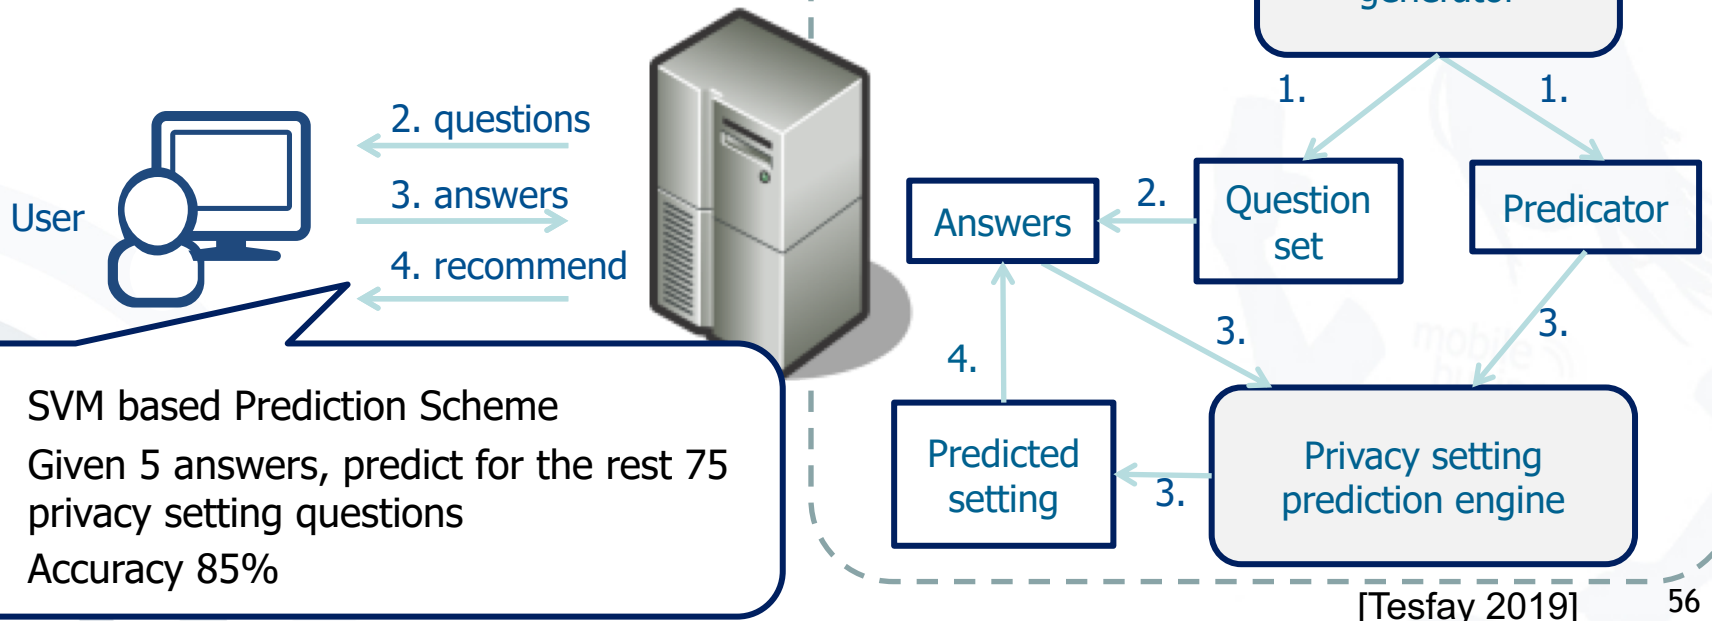 generator
1.
1.
2. questions
3. answers
4. recommend
User
Answers
2.
Question
set
Predicator
3.
3.
4.
Predicted
setting
3.
Privacy setting
prediction engine
SVM based Prediction Scheme
Given 5 answers, predict for the rest 75
privacy setting questions
Accuracy 85%
[Tesfay 2019]
56